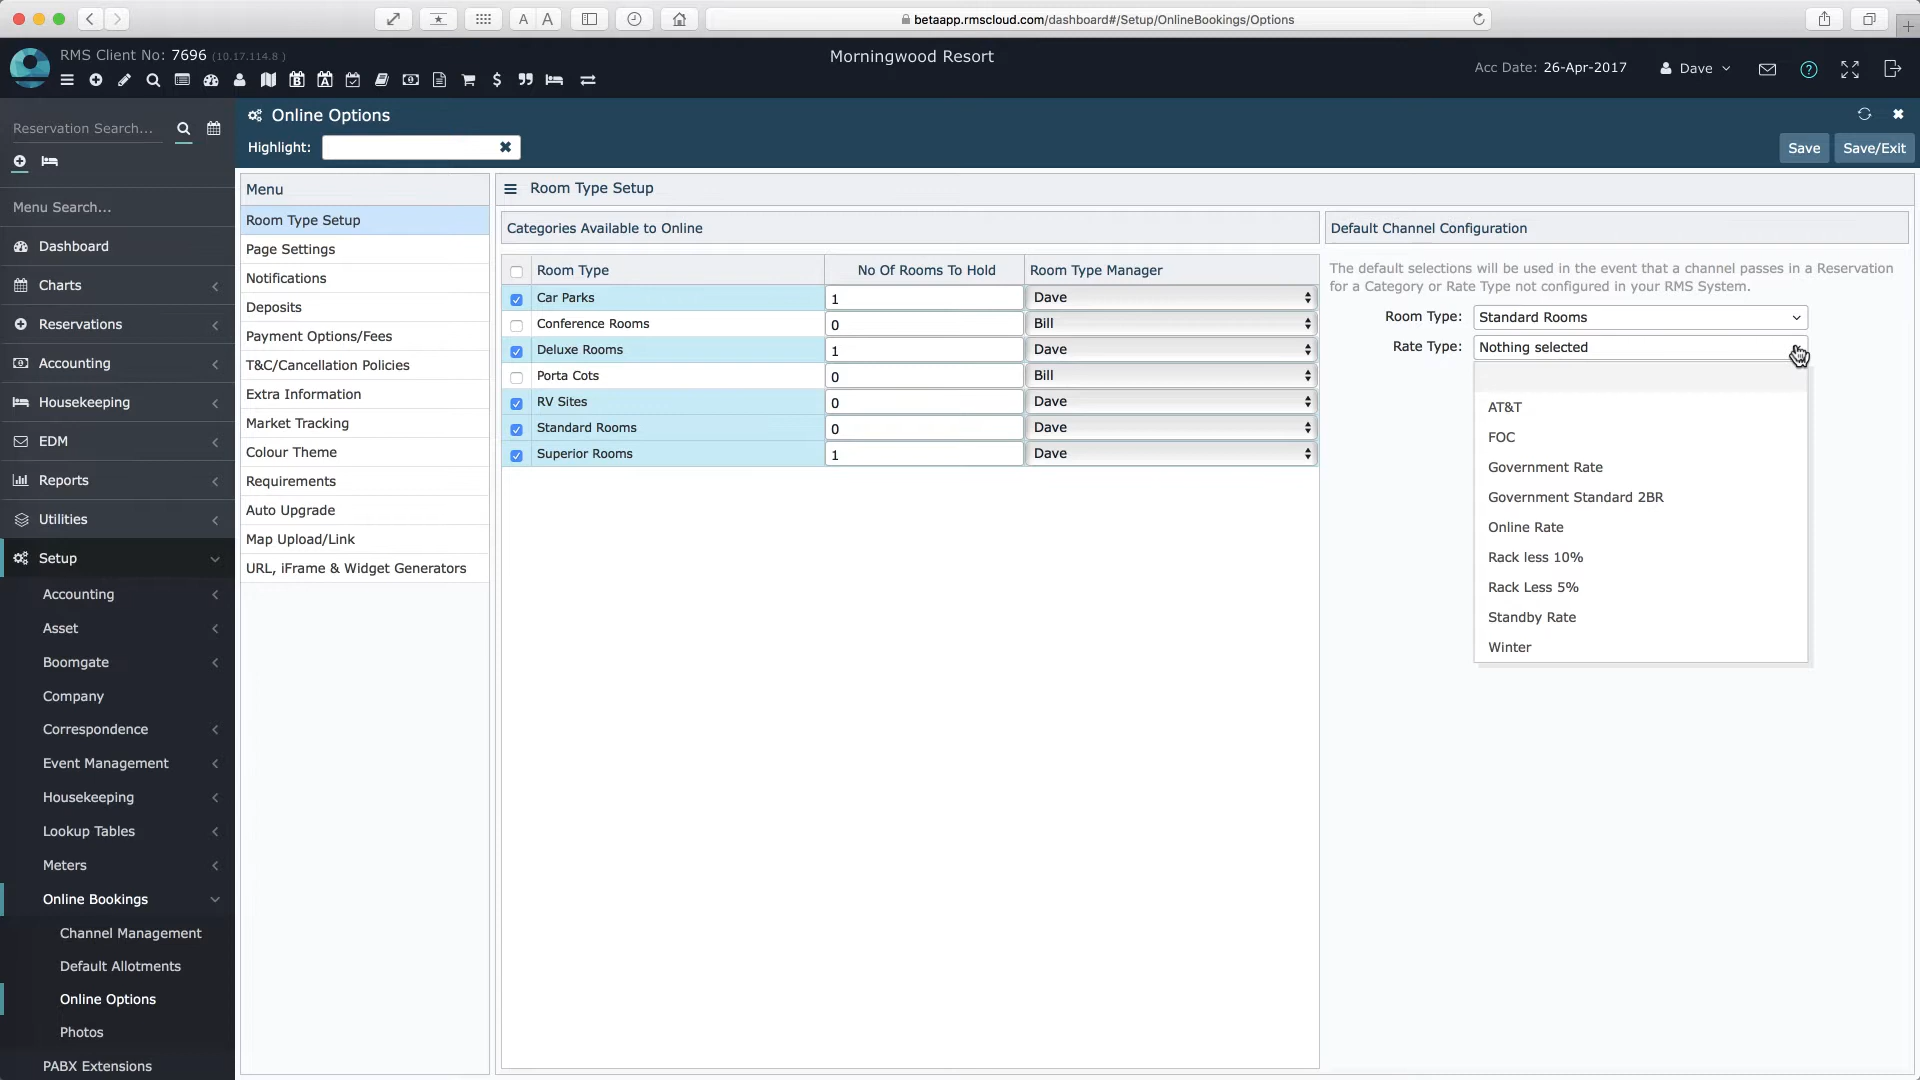 betaapp.rmscloud.com/dashboard#/Setup/OnlineBookings/Options
RMS Client No: 7696 (10.17.114.8 )
Morningwood Resort
Acc Date: 26-Apr-2017
Dave
Reservation Search...
Menu Search...
Dashboard
Charts
Reservations
Accounting
Housekeeping
EDM
Reports
Utilities
Setup
Accounting
Asset
Boomgate
Company
Correspondence
Event Management
Housekeeping
Lookup Tables
Meters
Online Bookings
Channel Management
Default Allotments
Online Options
Photos
PABX Extensions
Online Options
Highlight:
Save
Save/Exit
Menu
Room Type Setup
Page Settings
Notifications
Deposits
Payment Options/Fees
T&C/Cancellation Policies
Extra Information
Market Tracking
Colour Theme
Requirements
Auto Upgrade
Map Upload/Link
URL, iFrame & Widget Generators
Room Type Setup
Categories Available to Online
Room Type No Of Rooms To Hold Room Type Manager
Car Parks 1 Dave
Conference Rooms 0 Bill
Deluxe Rooms 1 Dave
Porta Cots 0 Bill
RV Sites 0 Dave
Standard Rooms 0 Dave
Superior Rooms 1 Dave
Default Channel Configuration
The default selections will be used in the event that a channel passes in a Reservation
for a Category or Rate Type not configured in your RMS System.
Room Type: Standard Rooms
Rate Type: Nothing selected
AT&T
FOC
Government Rate
Government Standard 2BR
Online Rate
Rack less 10%
Rack Less 5%
Standby Rate
Winter